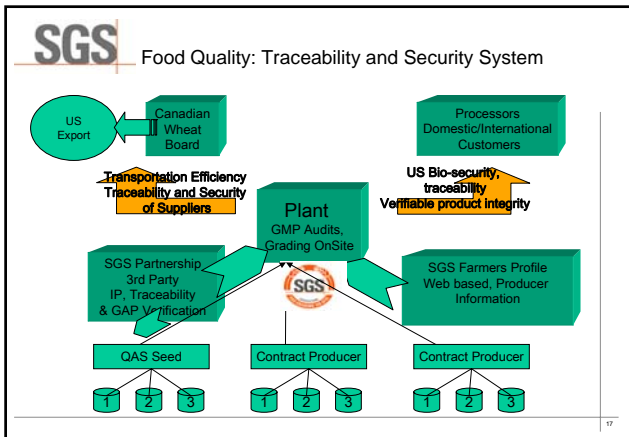 SGS Food Quality: Traceability and Security System
US
Export
Canadian
Wheat
Board
Processors
Domestic/International
Customers
Transportation Efficiency
Traceability and Security
of Suppliers
US Bio-security,
traceability
Verifiable product integrity
Plant
GMP Audits,
Grading OnSite
SGS Partnership
3rd Party
IP, Traceability
& GAP Verification
SGS
SGS Farmers Profile
Web based, Producer
Information
QAS Seed
Contract Producer
Contract Producer
1 2 3
1 2 3
1 2 3
17